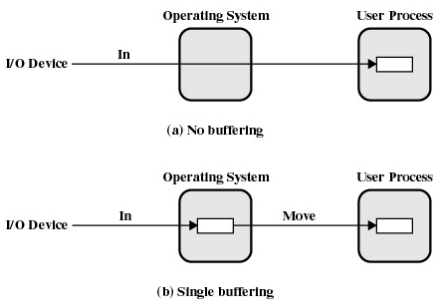 Operating System User Process
In
I/O Device
(a) No buffering
Operating System User Process
In Move
I/O Device
(b) Single buffering